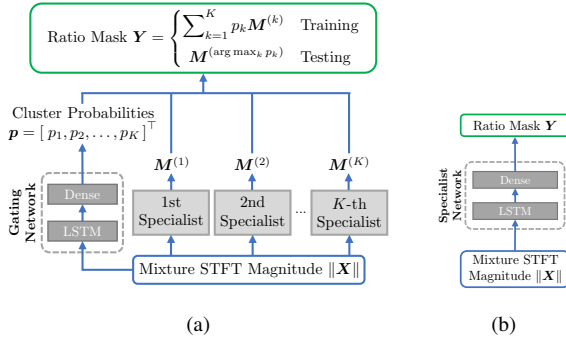 Ratio Mask Y = { ∑_{k=1}^{K} p_k M^{(k)} Training
M^{(arg max_k p_k)} Testing
Cluster Probabilities
p = [ p_1, p_2, . . . , p_K ]^⊤
M^{(1)} M^{(2)} M^{(K)}
Gating
Network
Dense
LSTM
1st
Specialist
2nd
Specialist
...
K-th
Specialist
Mixture STFT Magnitude ‖X‖
(a)
Ratio Mask Y
Specialist
Network
Dense
LSTM
Mixture STFT
Magnitude ‖X‖
(b)